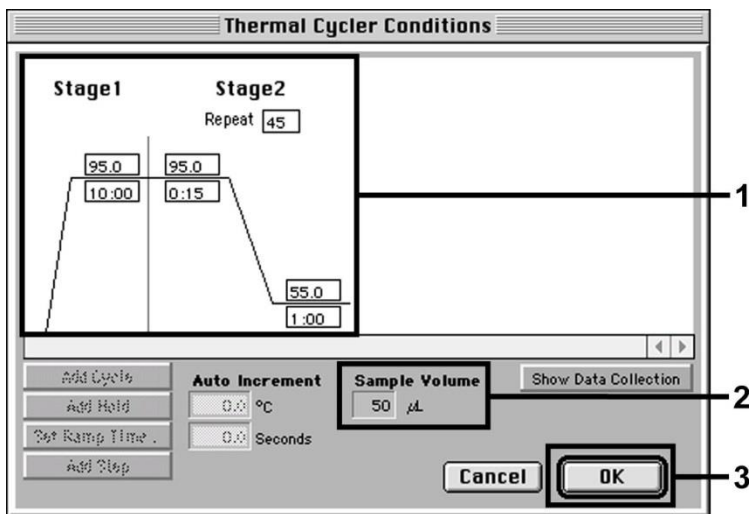 Thermal Cycler Conditions
Stage1 Stage2
Repeat 45
95.0 95.0
10:00 0:15
1
55.0
1:00
Add Cycle
Auto Increment
Sample Volume
Show Data Collection
Add Hold
0.0 °C
50 µL
2
Set Ramp Time .
0.0 Seconds
Add Step
Cancel
OK
3